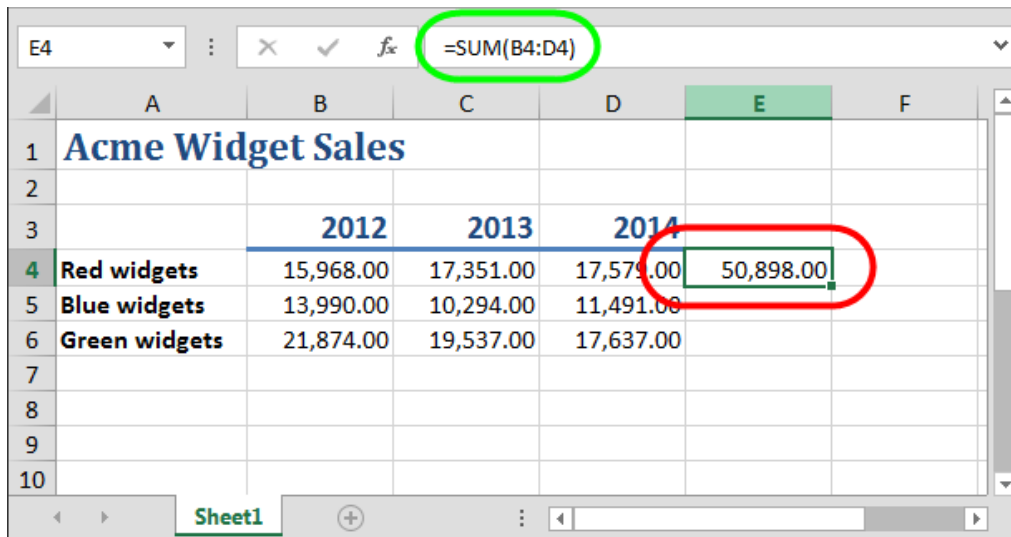 E4 fx =SUM(B4:D4)
A B C D E F
1 Acme Widget Sales
2
3 2012 2013 2014
4 Red widgets 15,968.00 17,351.00 17,579.00 50,898.00
5 Blue widgets 13,990.00 10,294.00 11,491.00
6 Green widgets 21,874.00 19,537.00 17,637.00
7
8
9
10
Sheet1